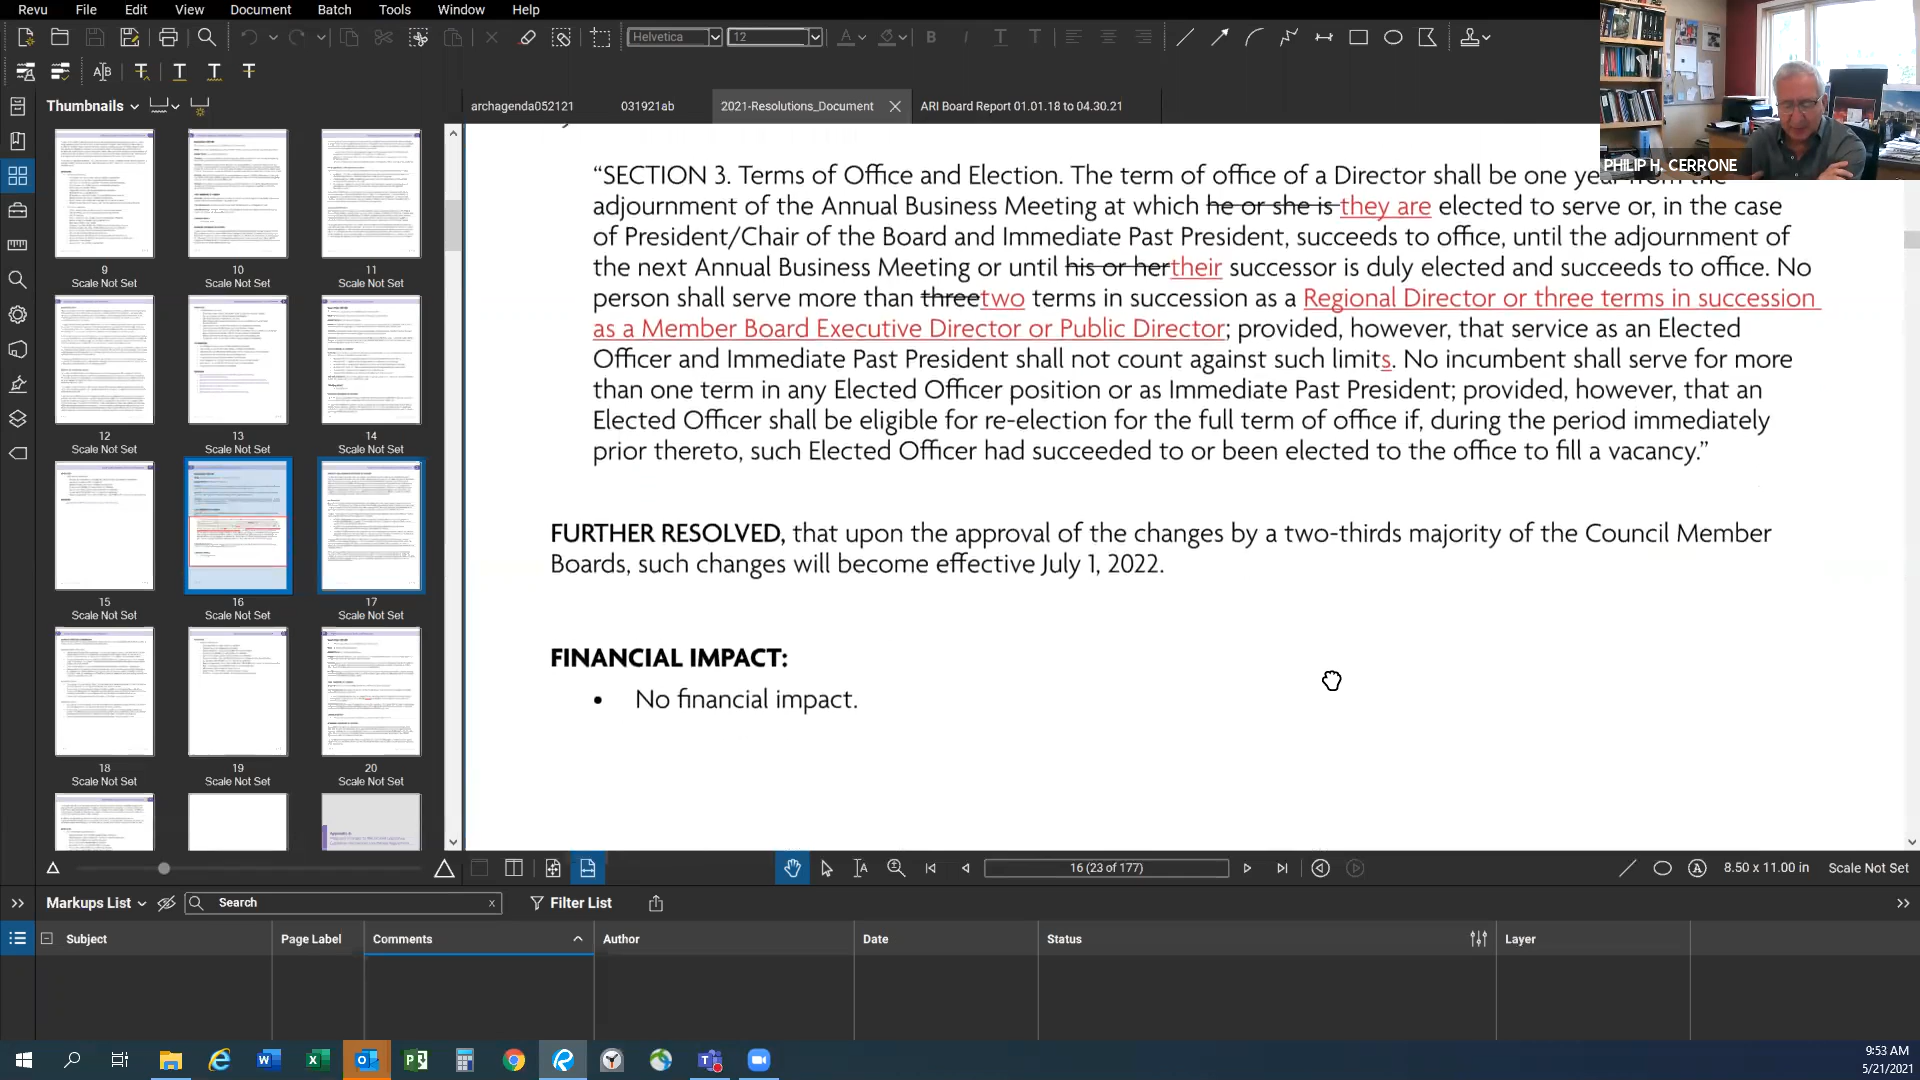 Revu File Edit View Document Batch Tools Window Help
Helvetica 12
Thumbnails
archagenda052121 031921ab 2021-Resolutions_Document ARI Board Report 01.01.18 to 04.30.21
PHILIP H. CERRONE
“SECTION 3. Terms of Office and Election. The term of office of a Director shall be one year from the
adjournment of the Annual Business Meeting at which he or she is they are elected to serve or, in the case
of President/Chair of the Board and Immediate Past President, succeeds to office, until the adjournment of
the next Annual Business Meeting or until his or her their successor is duly elected and succeeds to office. No
person shall serve more than three two terms in succession as a Regional Director or three terms in succession
as a Member Board Executive Director or Public Director; provided, however, that service as an Elected
Officer and Immediate Past President shall not count against such limits. No incumbent shall serve for more
than one term in any Elected Officer position or as Immediate Past President; provided, however, that an
Elected Officer shall be eligible for re-election for the full term of office if, during the period immediately
prior thereto, such Elected Officer had succeeded to or been elected to the office to fill a vacancy.”
FURTHER RESOLVED, that upon the approval of the changes by a two-thirds majority of the Council Member
Boards, such changes will become effective July 1, 2022.
FINANCIAL IMPACT:
• No financial impact.
9 10 11
Scale Not Set Scale Not Set Scale Not Set
12 13 14
Scale Not Set Scale Not Set Scale Not Set
15 16 17
Scale Not Set Scale Not Set Scale Not Set
18 19 20
Scale Not Set Scale Not Set Scale Not Set
16 (23 of 177) 8.50 x 11.00 in Scale Not Set
Markups List Search x Filter List
Subject Page Label Comments Author Date Status Layer
9:53 AM
5/21/2021